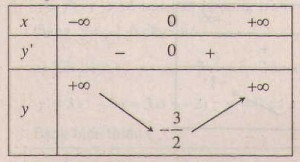 x −∞ 0 +∞
y' − 0 +
+∞ +∞
y
−3/2